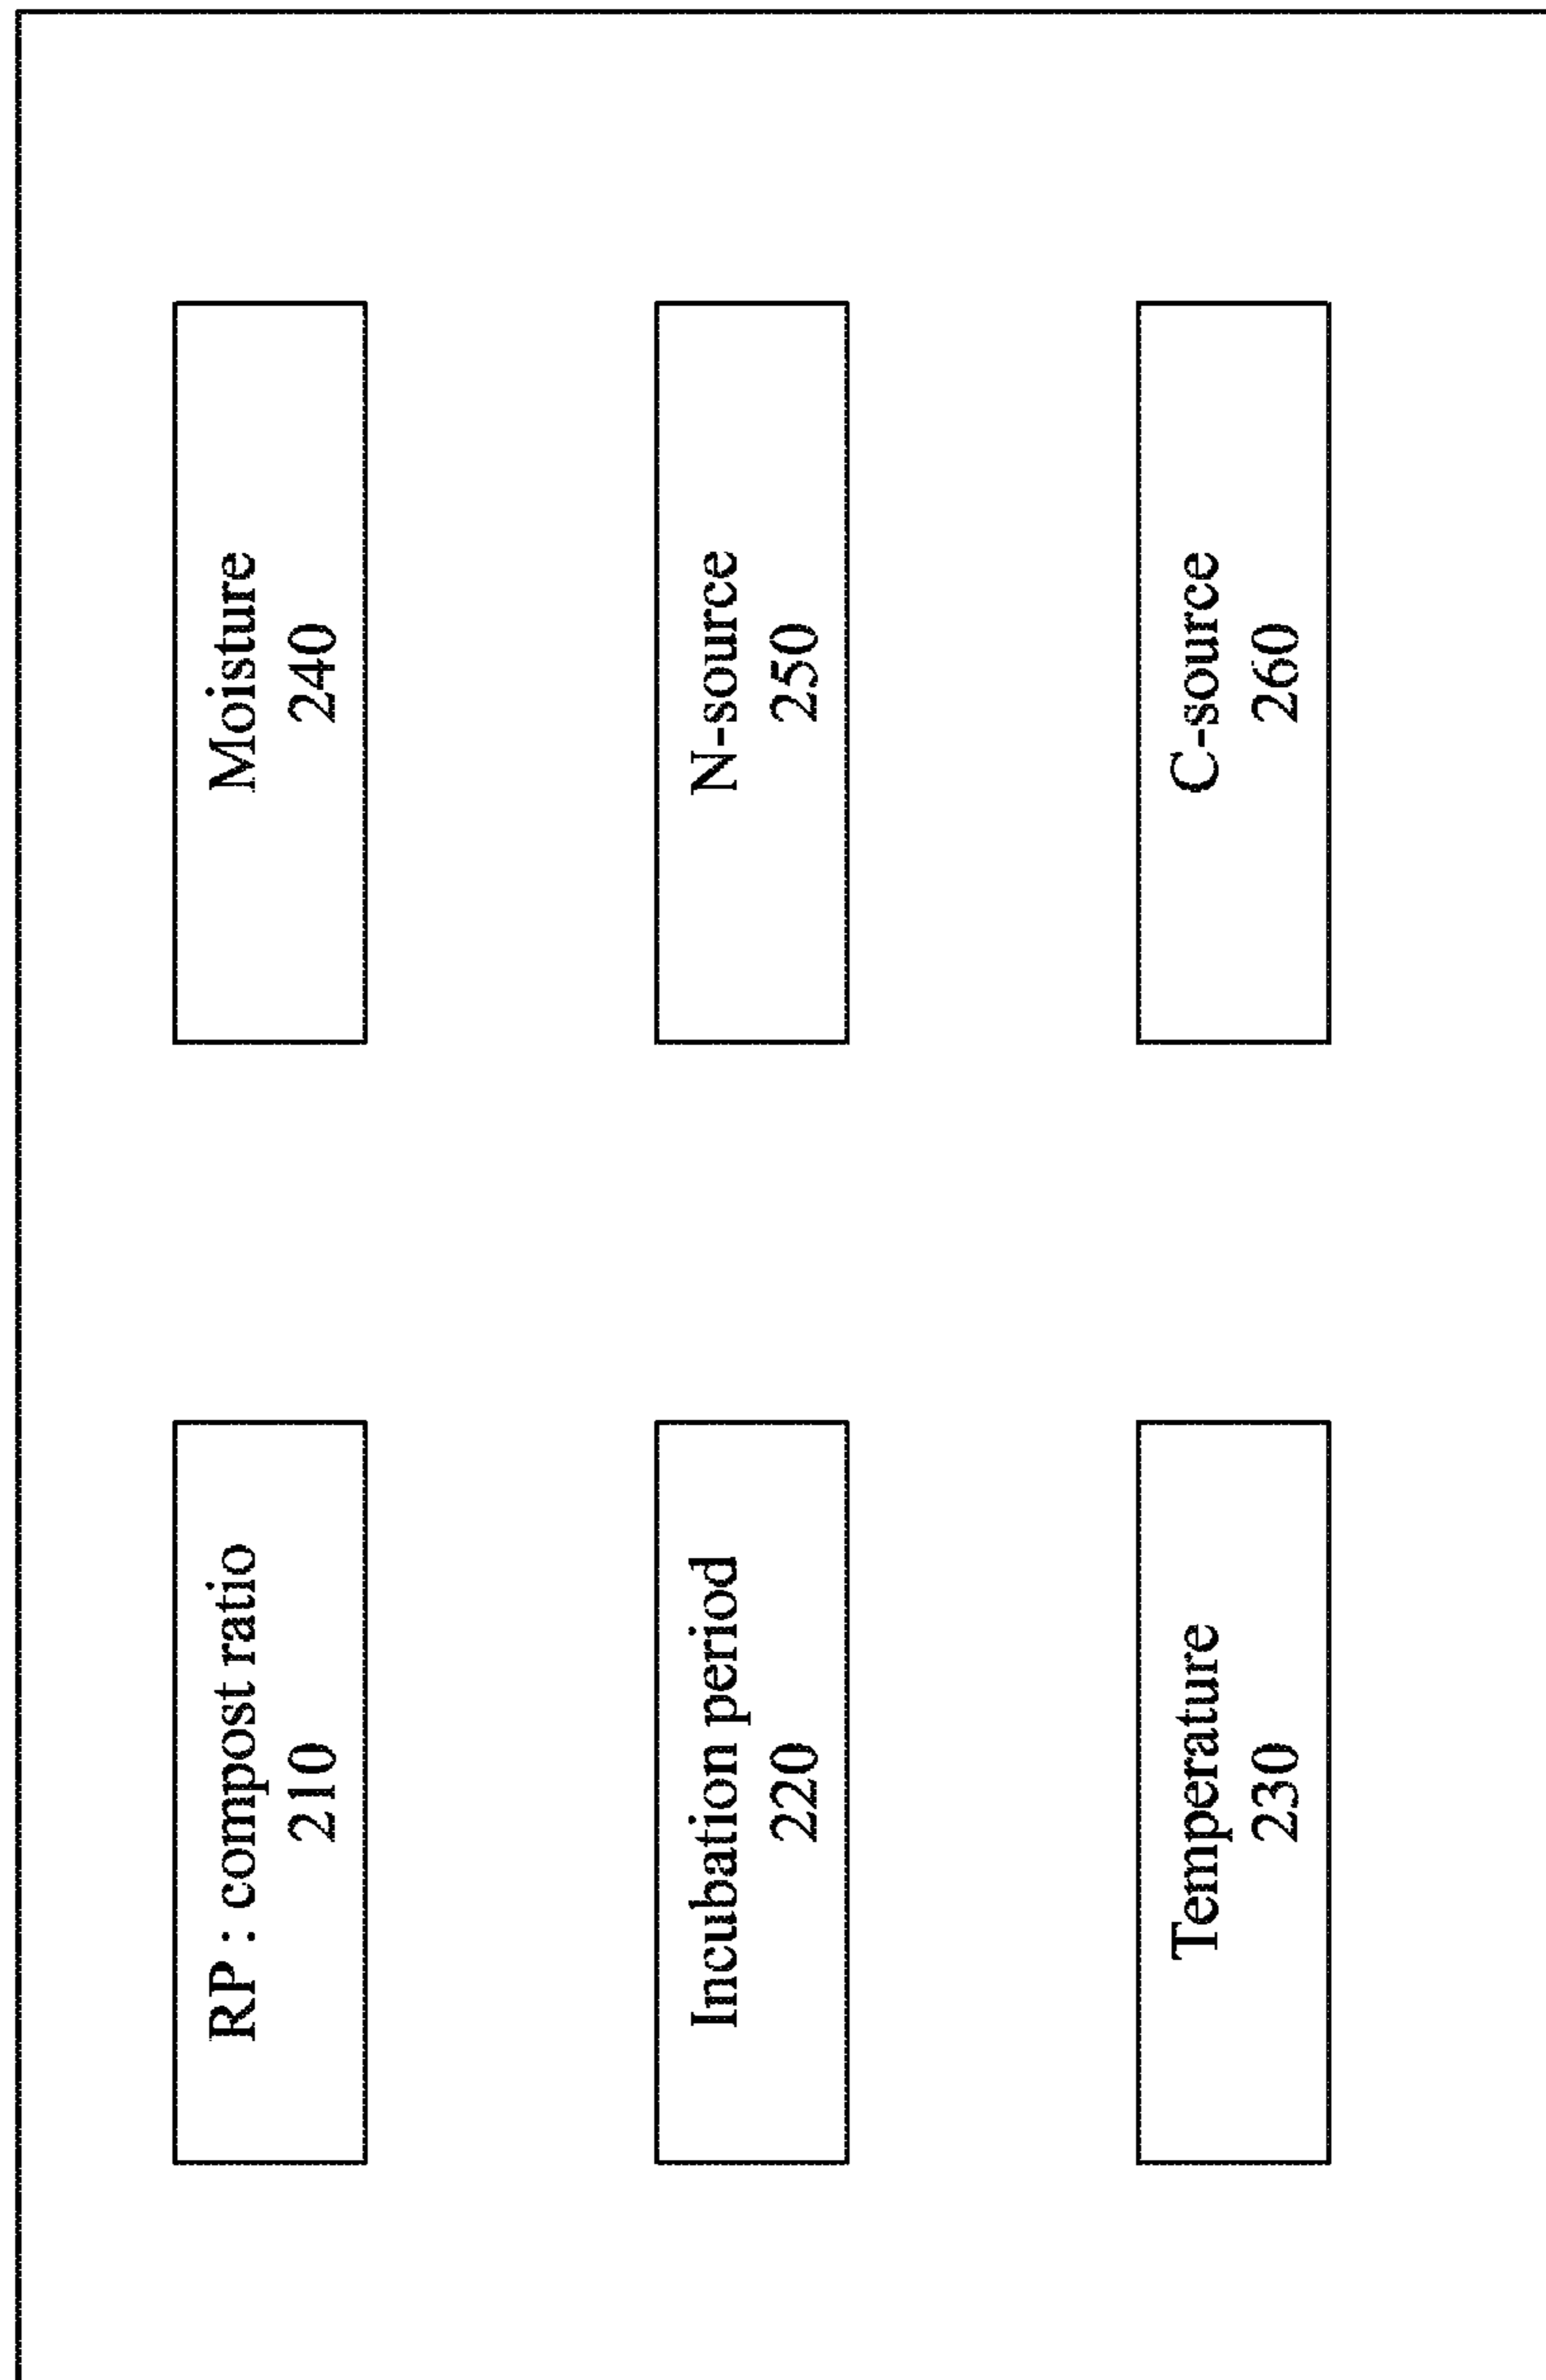 RP : compost ratio
210
Incubation period
220
Temperature
230
Moisture
240
N-source
250
C-source
260